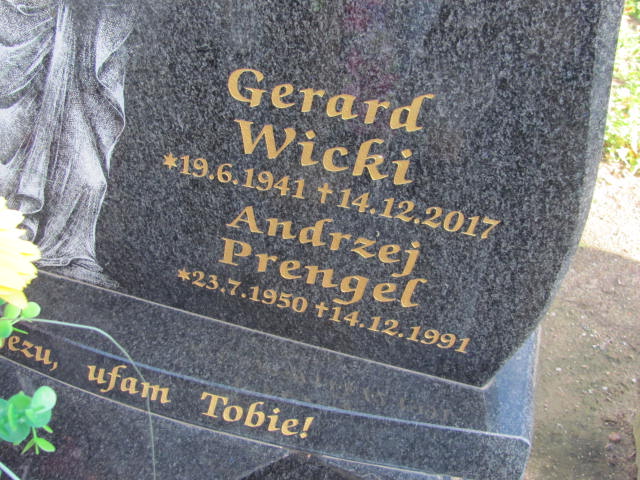 Gerard
Wicki
*19.6.1941 †14.12.2017
Andrzej
Prengel
*23.7.1950 †14.12.1991
ezu, ufam Tobie!